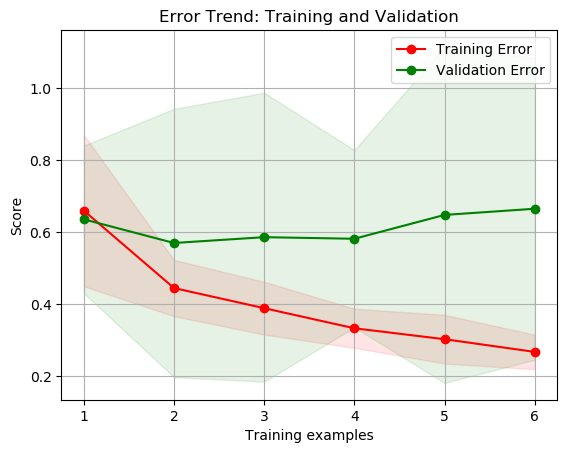 Error Trend: Training and Validation
Training Error
Validation Error
1.0
0.8
0.6
0.4
0.2
Score
1 2 3 4 5 6
Training examples